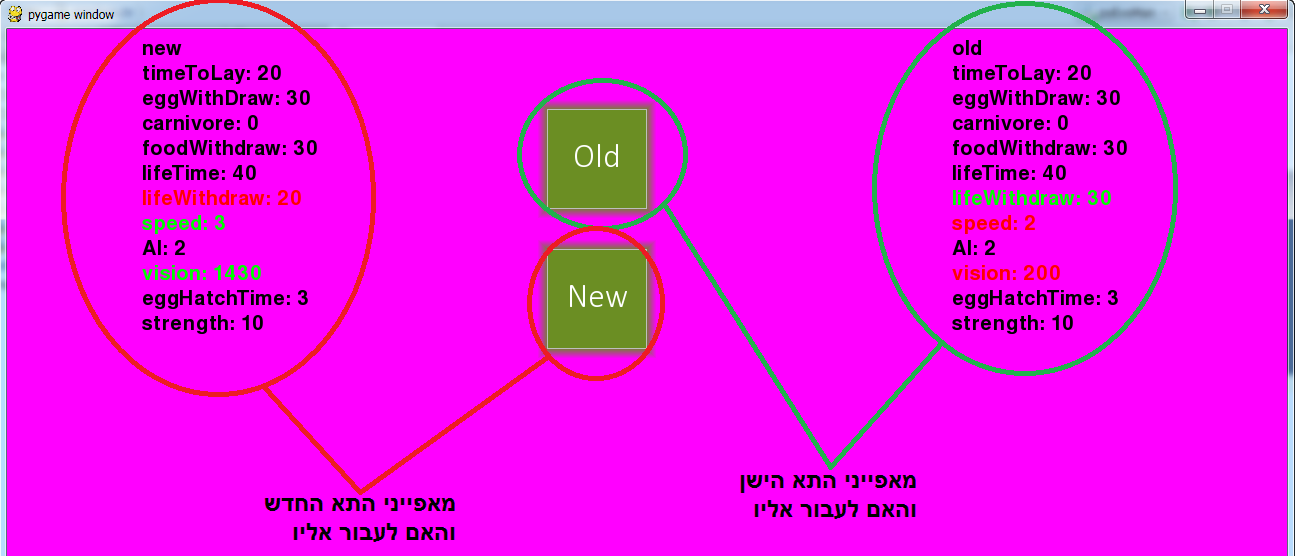 pygame window
new
timeToLay: 20
eggWithDraw: 30
carnivore: 0
foodWithdraw: 30
lifeTime: 40
lifeWithdraw: 20
speed: 3
AI: 2
vision: 1430
eggHatchTime: 3
strength: 10
Old
New
old
timeToLay: 20
eggWithDraw: 30
carnivore: 0
foodWithdraw: 30
lifeTime: 40
lifeWithdraw: 30
speed: 2
AI: 2
vision: 200
eggHatchTime: 3
strength: 10
מאפייני התא הישן
והאם לעבור אליו
מאפייני התא החדש
והאם לעבור אליו